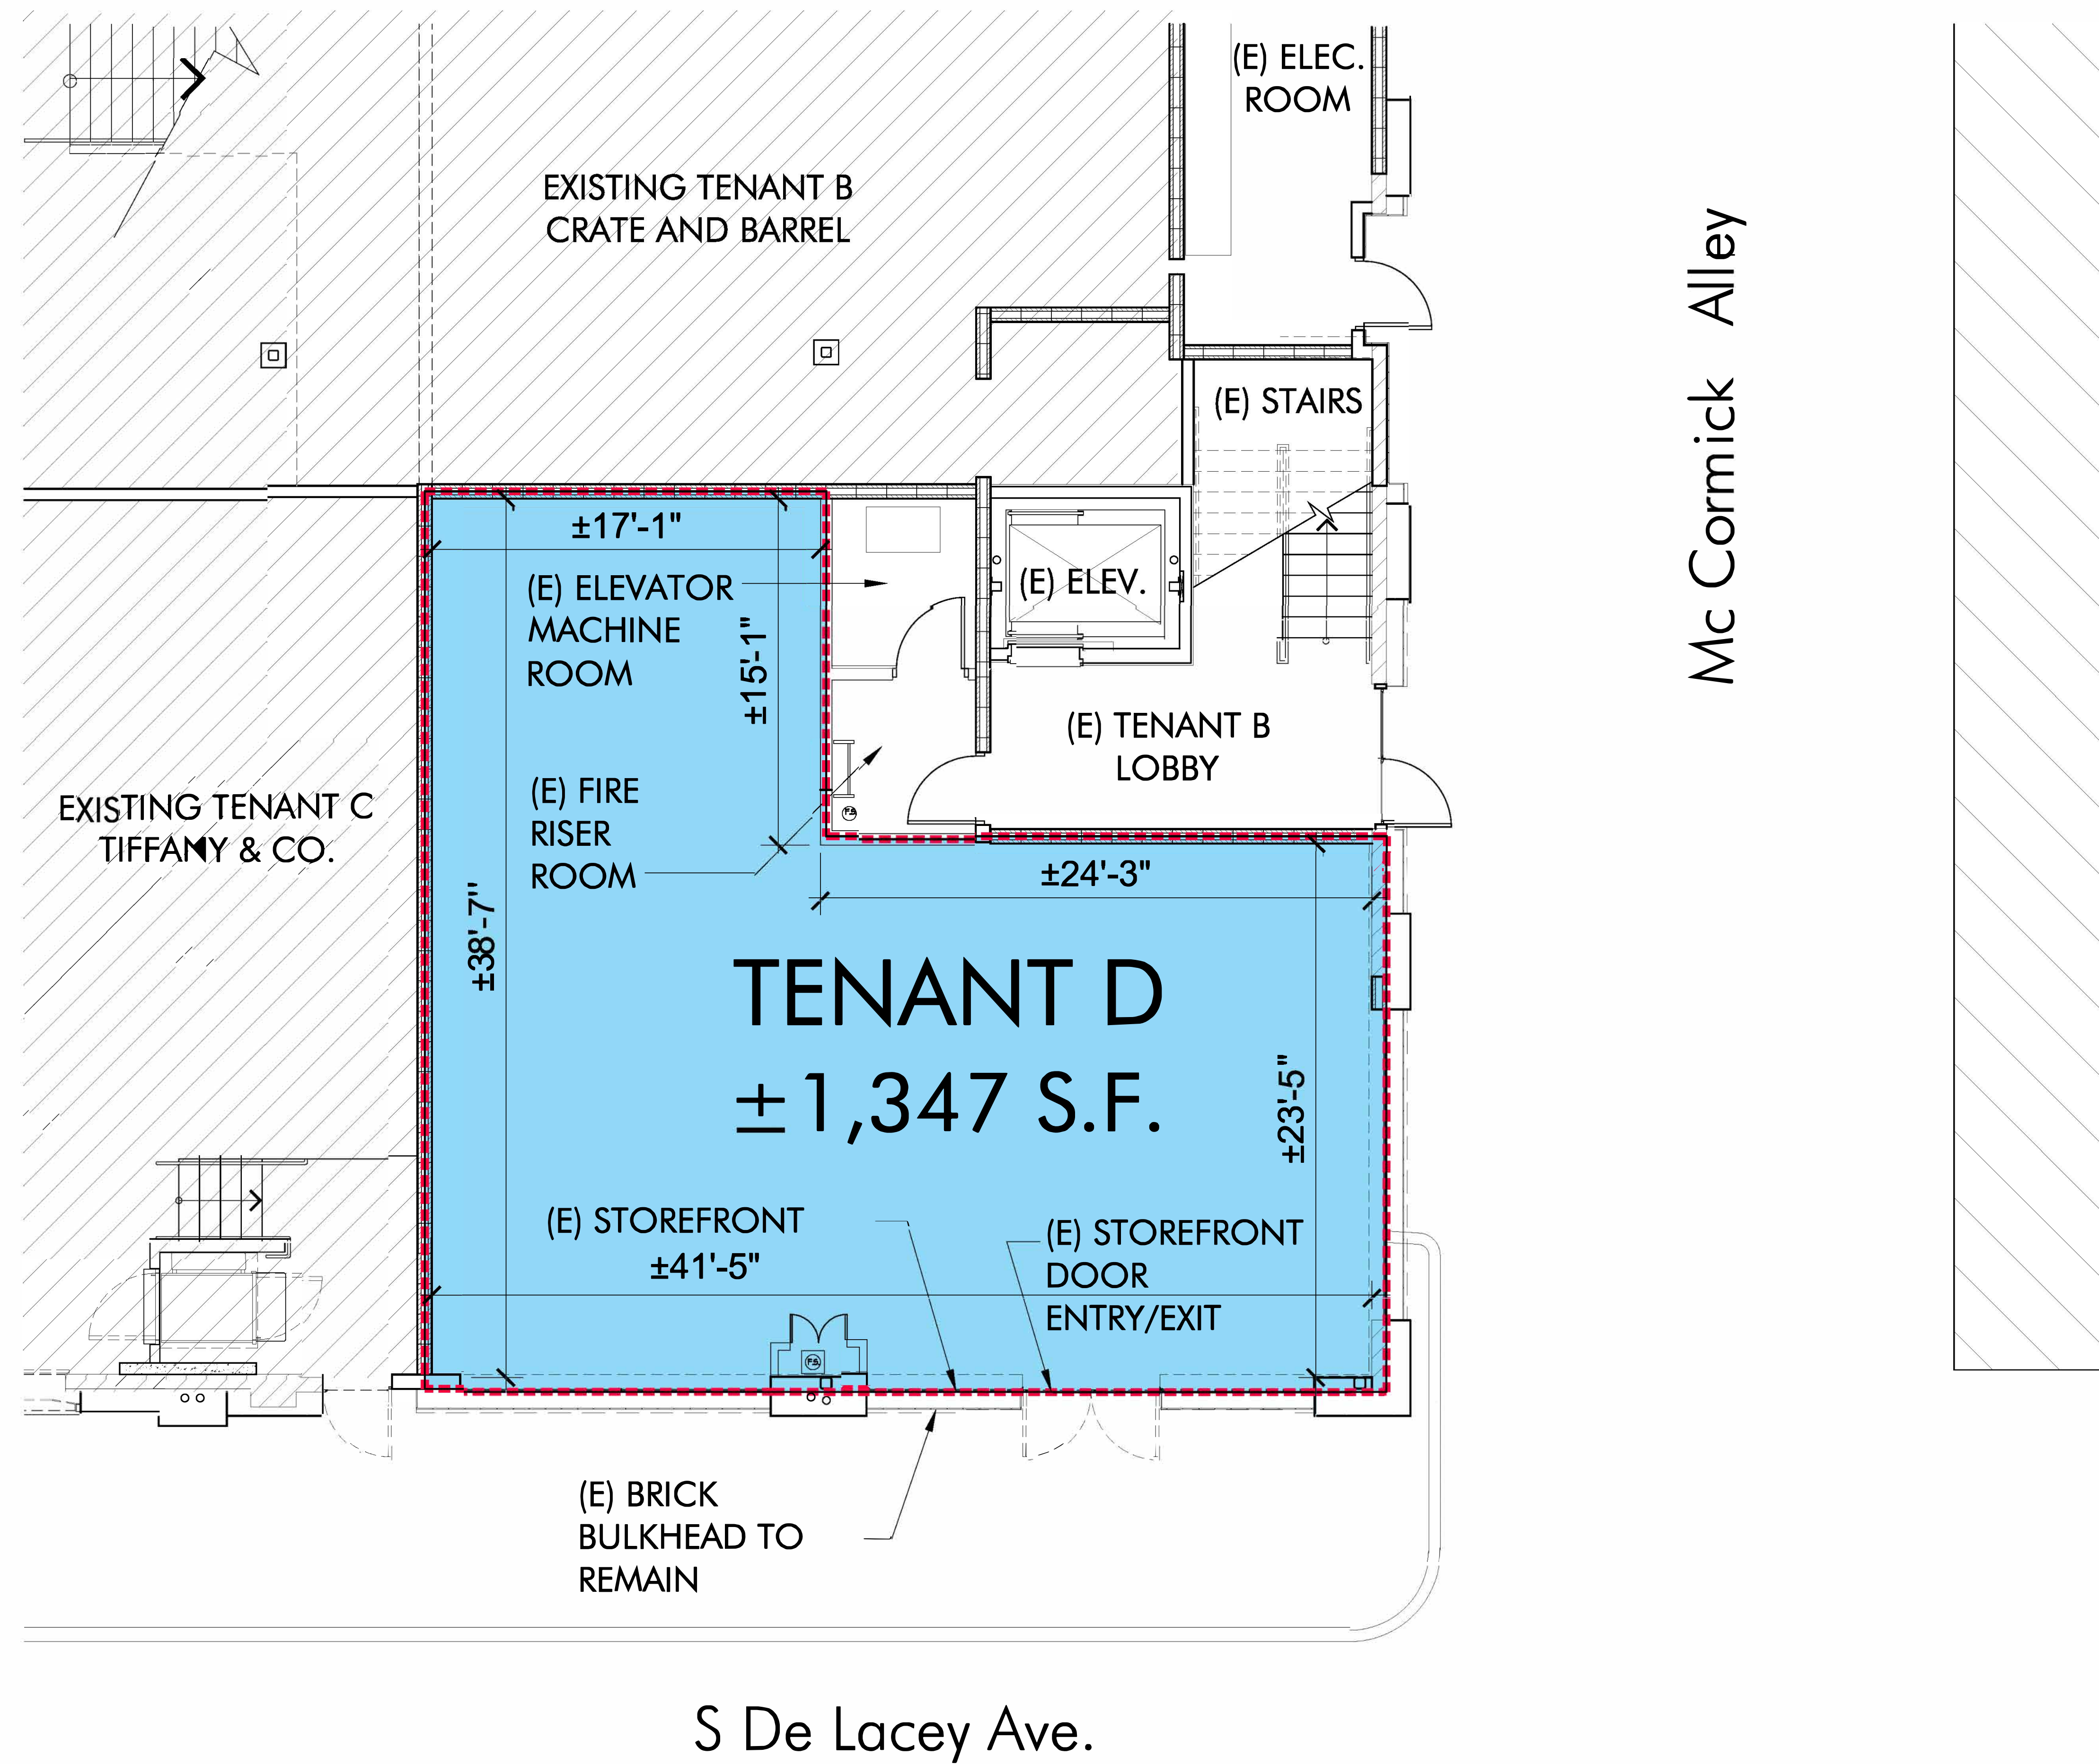 (E) ELEC.
ROOM
EXISTING TENANT B
CRATE AND BARREL
Mc Cormick Alley
(E) STAIRS
±17'-1"
(E) ELEVATOR
MACHINE
ROOM
(E) ELEV.
±15'-1"
(E) TENANT B
LOBBY
EXISTING TENANT C
TIFFANY & CO.
(E) FIRE
RISER
ROOM
F.S.
±24'-3"
±38'-7"
TENANT D
±1,347 S.F.
±23'-5"
(E) STOREFRONT
±41'-5"
(E) STOREFRONT
DOOR
ENTRY/EXIT
F.S.
(E) BRICK
BULKHEAD TO
REMAIN
S De Lacey Ave.